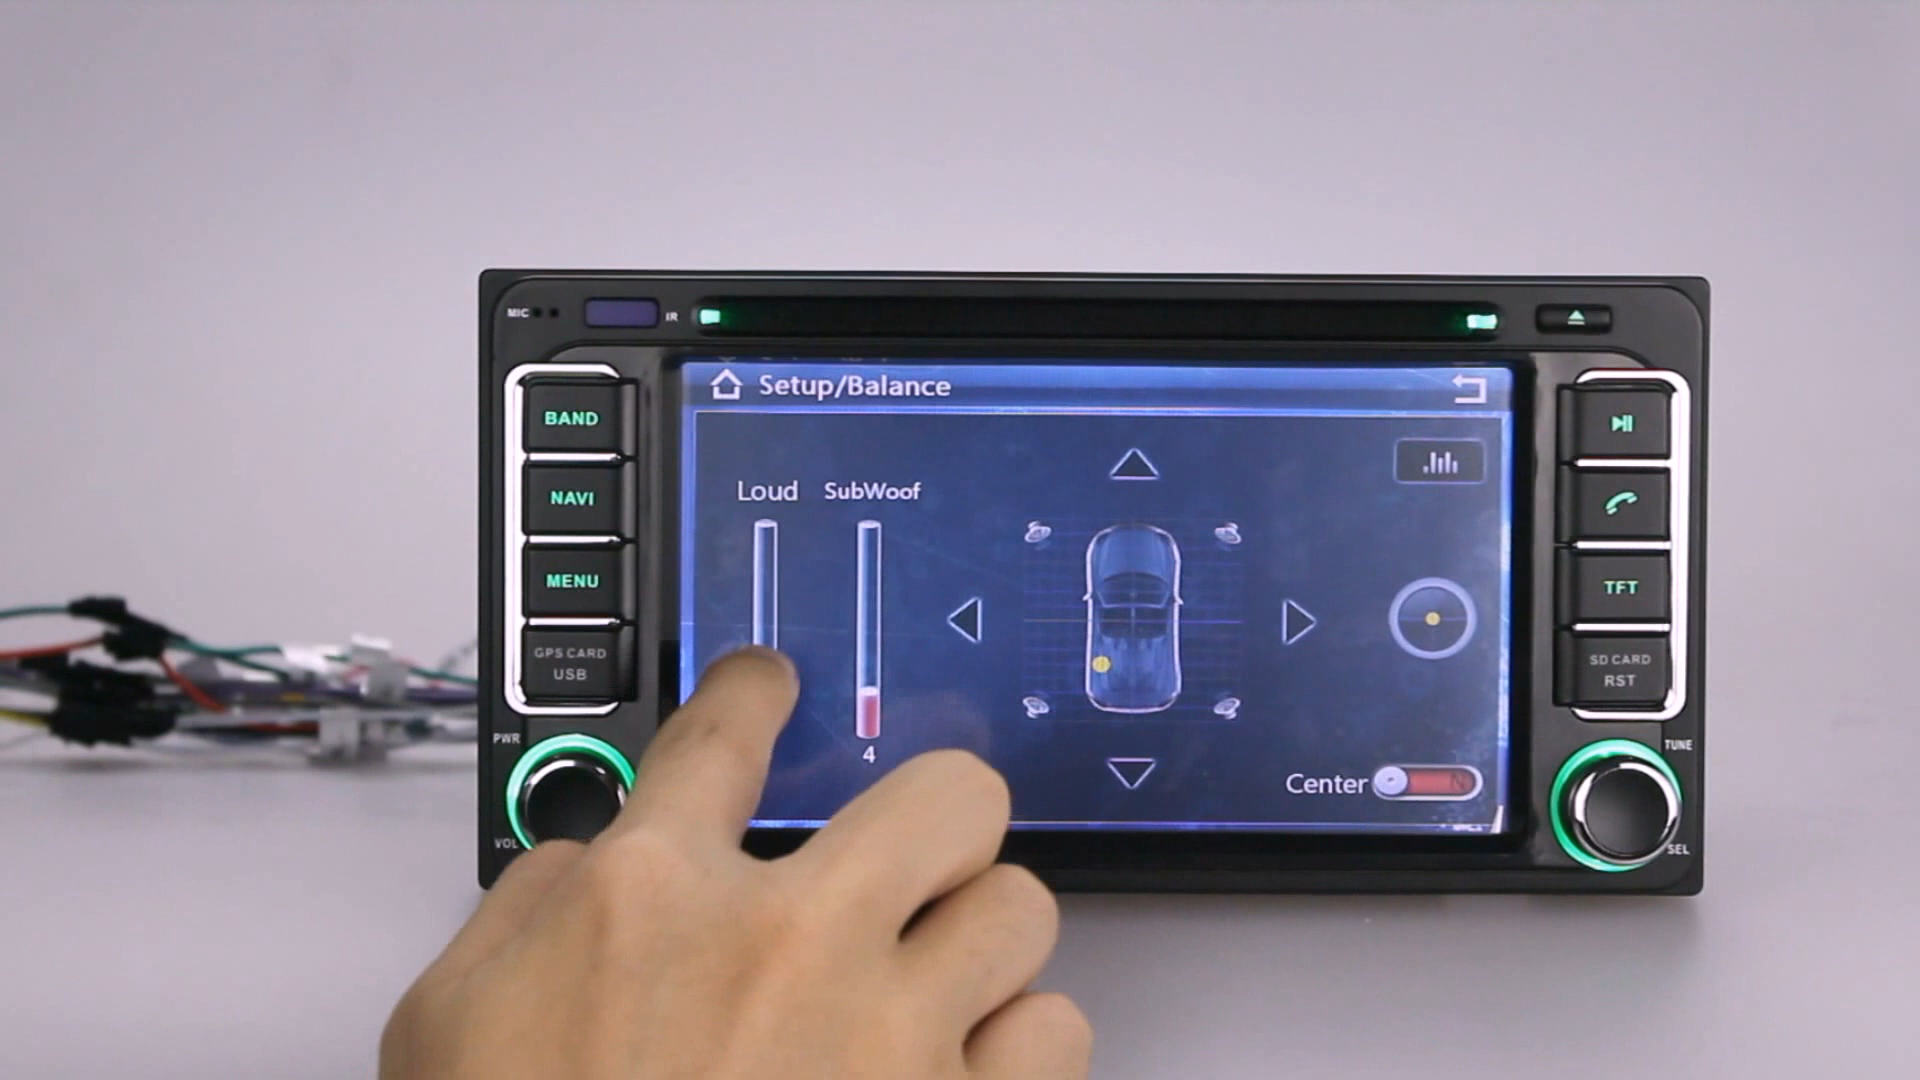 MIC
IR
Setup/Balance
BAND
NAVI
MENU
GPS CARD
USB
PWR
VOL
Loud
SubWoof
4
Center
TFT
SD CARD
RST
TUNE
SEL